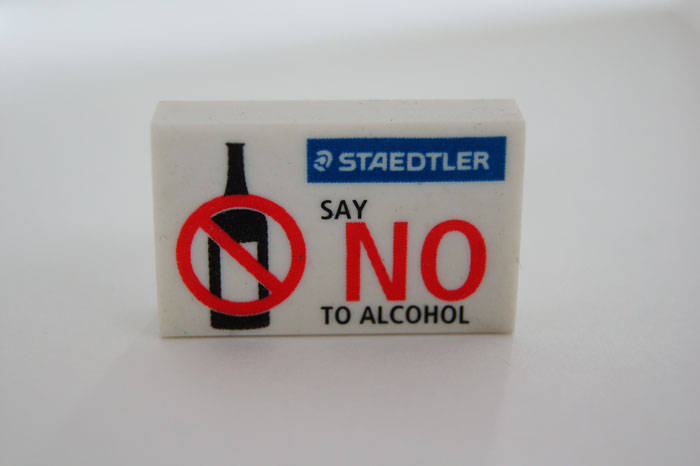 STAEDTLER
SAY
NO
TO ALCOHOL